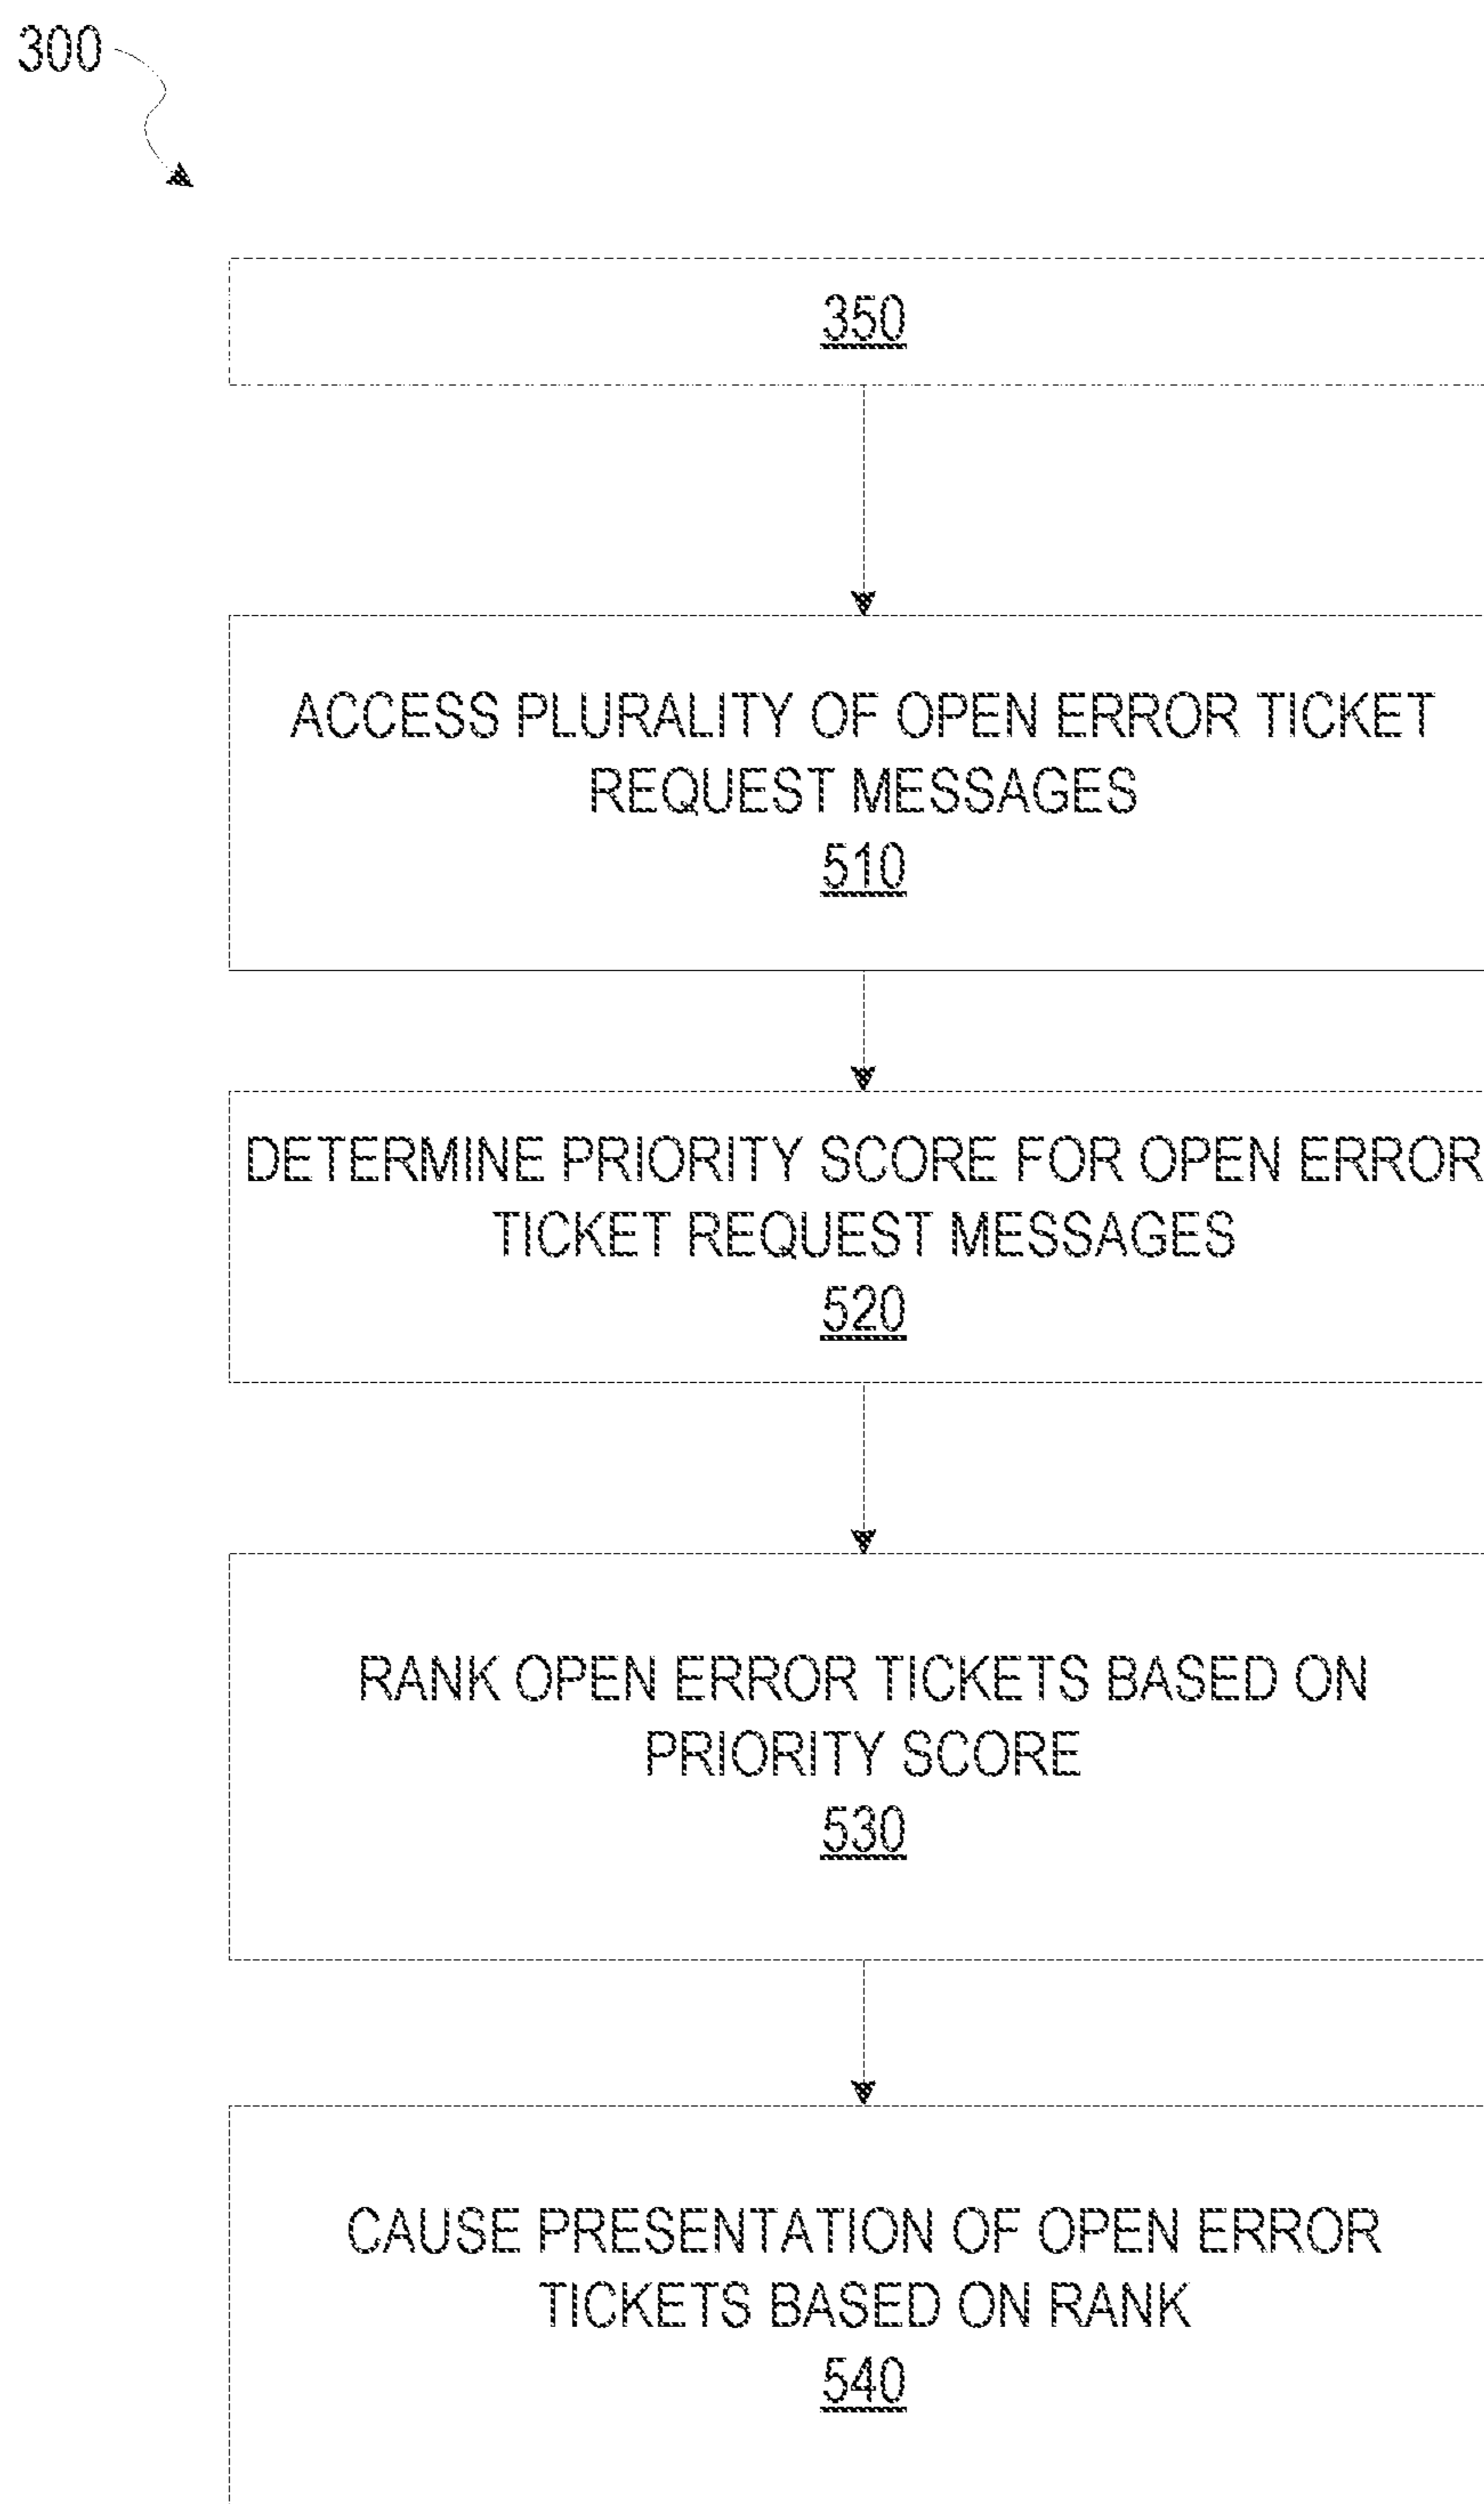 300
350
ACCESS PLURALITY OF OPEN ERROR TICKET
REQUEST MESSAGES
510
DETERMINE PRIORITY SCORE FOR OPEN ERROR
TICKET REQUEST MESSAGES
520
RANK OPEN ERROR TICKETS BASED ON
PRIORITY SCORE
530
CAUSE PRESENTATION OF OPEN ERROR
TICKETS BASED ON RANK
540